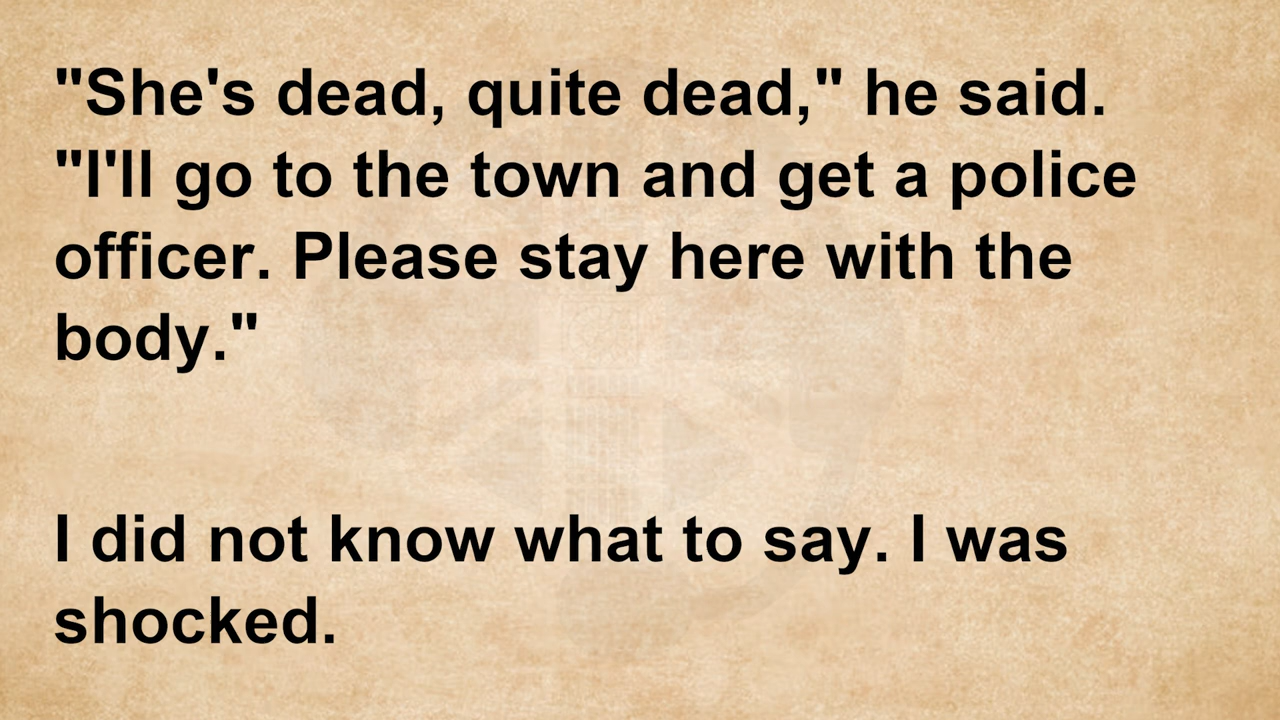 "She's dead, quite dead," he said.
"I'll go to the town and get a police
officer. Please stay here with the
body."
I did not know what to say. I was
shocked.